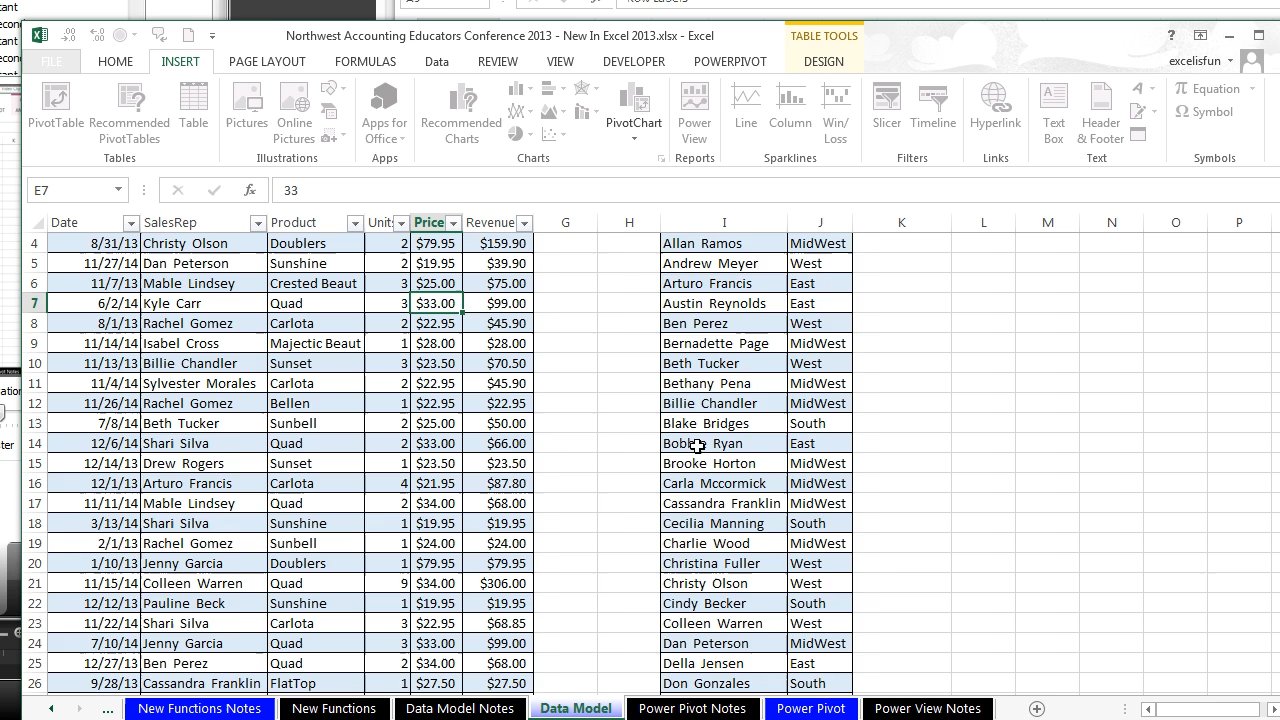 Northwest Accounting Educators Conference 2013 - New In Excel 2013.xlsx - Excel
TABLE TOOLS
FILE HOME INSERT PAGE LAYOUT FORMULAS Data REVIEW VIEW DEVELOPER POWERPIVOT DESIGN excelisfun
PivotTable Recommended PivotTables Table Pictures Online Pictures Apps for Office Recommended Charts PivotChart Power View Line Column Win/Loss Slicer Timeline Hyperlink Text Box Header & Footer Equation Symbol
Tables Illustrations Apps Charts Reports Sparklines Filters Links Text Symbols
E7 fx 33
Date SalesRep Product Units Price Revenue G H I J K L M N O P
4 8/31/13 Christy Olson Doublers 2 $79.95 $159.90 Allan Ramos MidWest
5 11/27/14 Dan Peterson Sunshine 2 $19.95 $39.90 Andrew Meyer West
6 11/7/13 Mable Lindsey Crested Beaut 3 $25.00 $75.00 Arturo Francis East
7 6/2/14 Kyle Carr Quad 3 $33.00 $99.00 Austin Reynolds East
8 8/1/13 Rachel Gomez Carlota 2 $22.95 $45.90 Ben Perez West
9 11/14/14 Isabel Cross Majectic Beaut 1 $28.00 $28.00 Bernadette Page MidWest
10 11/13/13 Billie Chandler Sunset 3 $23.50 $70.50 Beth Tucker West
11 11/4/14 Sylvester Morales Carlota 2 $22.95 $45.90 Bethany Pena MidWest
12 11/26/14 Rachel Gomez Bellen 1 $22.95 $22.95 Billie Chandler MidWest
13 7/8/14 Beth Tucker Sunbell 2 $25.00 $50.00 Blake Bridges South
14 12/6/14 Shari Silva Quad 2 $33.00 $66.00 Ryan East
15 12/14/13 Drew Rogers Sunset 1 $23.50 $23.50 Brooke Horton MidWest
16 12/1/13 Arturo Francis Carlota 4 $21.95 $87.80 Carla Mccormick MidWest
17 11/11/14 Mable Lindsey Quad 2 $34.00 $68.00 Cassandra Franklin MidWest
18 3/13/14 Shari Silva Sunshine 1 $19.95 $19.95 Cecilia Manning South
19 2/1/13 Rachel Gomez Sunbell 1 $24.00 $24.00 Charlie Wood MidWest
20 1/10/13 Jenny Garcia Doublers 1 $79.95 $79.95 Christina Fuller West
21 11/15/14 Colleen Warren Quad 9 $34.00 $306.00 Christy Olson West
22 12/12/13 Pauline Beck Sunshine 1 $19.95 $19.95 Cindy Becker South
23 11/22/14 Shari Silva Carlota 3 $22.95 $68.85 Colleen Warren West
24 7/10/14 Jenny Garcia Quad 3 $33.00 $99.00 Dan Peterson MidWest
25 12/27/13 Ben Perez Quad 2 $34.00 $68.00 Della Jensen East
26 9/28/13 Cassandra Franklin FlatTop 1 $27.50 $27.50 Don Gonzales South
... New Functions Notes New Functions Data Model Notes Data Model Power Pivot Notes Power Pivot Power View Notes